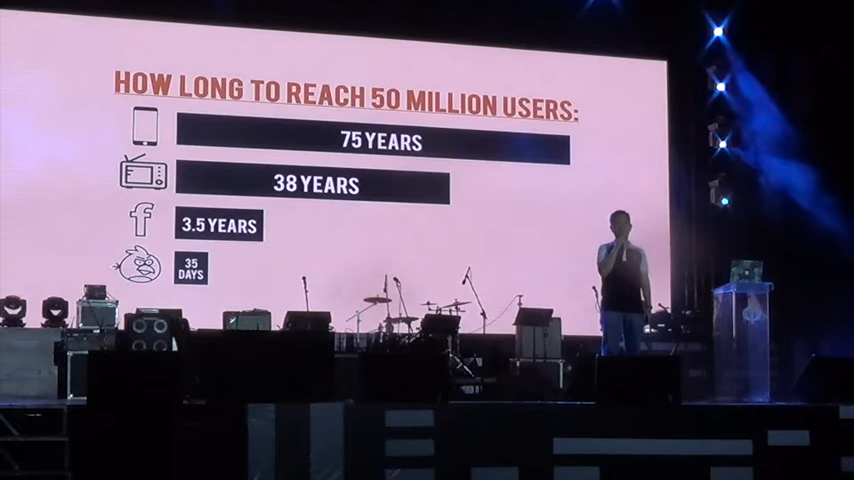 HOW LONG TO REACH 50 MILLION USERS:
75 YEARS
38 YEARS
f
3.5 YEARS
35
DAYS